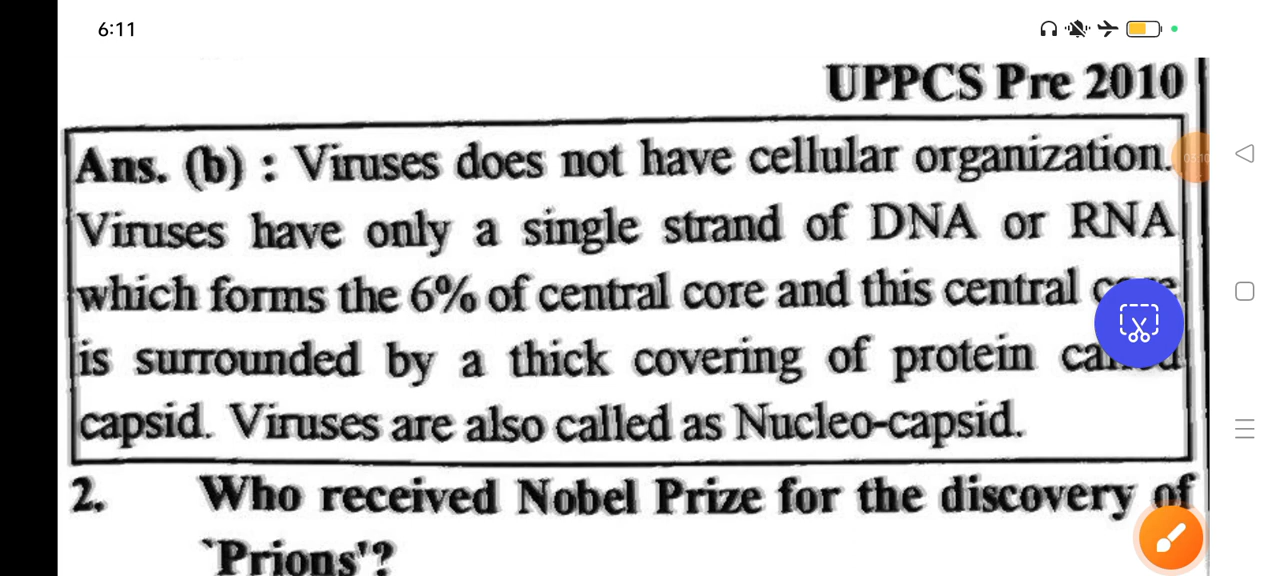 6:11
UPPCS Pre 2010
03:10
Ans. (b) : Viruses does not have cellular organization.
Viruses have only a single strand of DNA or RNA
which forms the 6% of central core and this central
is surrounded by a thick covering of protein
capsid. Viruses are also called as Nucleo-capsid.
2. Who received Nobel Prize for the discovery of
`Prions'?